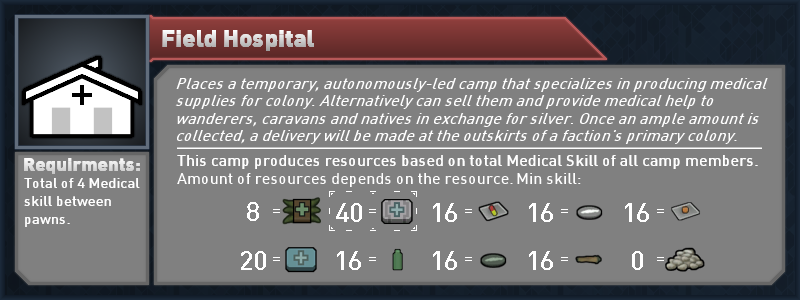 Field Hospital
Places a temporary, autonomously-led camp that specializes in producing medical
supplies for colony. Alternatively can sell them and provide medical help to
wanderers, caravans and natives in exchange for silver. Once an ample amount is
collected, a delivery will be made at the outskirts of a faction's primary colony.
Requirments:
Total of 4 Medical
skill between
pawns.
This camp produces resources based on total Medical Skill of all camp members.
Amount of resources depends on the resource. Min skill:
8 = 40 = 16 = 16 = 16 =
20 = 16 = 16 = 16 = 0 =